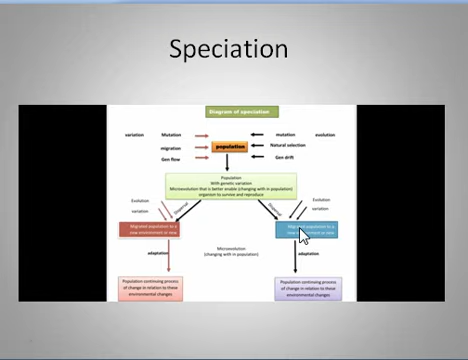 Speciation
Diagram of speciation
variation Mutation mutation evolution
migration population Natural selection
Gen flow Gen drift
Population
With genetic variation
Microevolution that is better enable (changing with in population)
organism to survive and reproduce
Evolution Evolution
variation Dispersal Dispersal variation
Migrated population to a
new environment or new
Migrated population to a
new environment or new
adaptation Microevolution adaptation
(changing with in population)
Population continuing process
of change in relation to these
environmental changes
Population continuing process
of change in relation to these
environmental changes